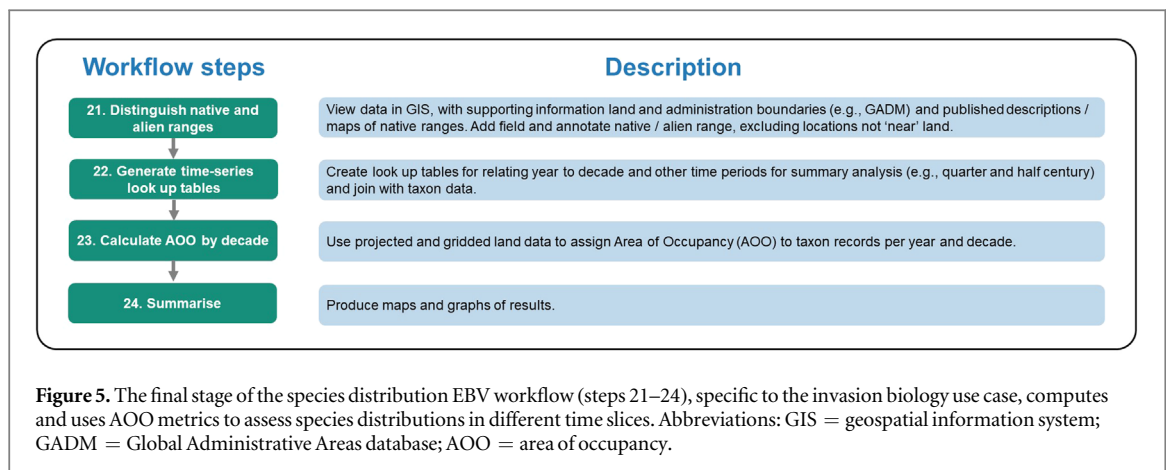 Workflow steps
Description
21. Distinguish native and
alien ranges
View data in GIS, with supporting information land and administration boundaries (e.g., GADM) and published descriptions /
maps of native ranges. Add field and annotate native / alien range, excluding locations not ‘near’ land.
22. Generate time-series
look up tables
Create look up tables for relating year to decade and other time periods for summary analysis (e.g., quarter and half century)
and join with taxon data.
23. Calculate AOO by decade
Use projected and gridded land data to assign Area of Occupancy (AOO) to taxon records per year and decade.
24. Summarise
Produce maps and graphs of results.
Figure 5. The final stage of the species distribution EBV workflow (steps 21–24), specific to the invasion biology use case, computes
and uses AOO metrics to assess species distributions in different time slices. Abbreviations: GIS = geospatial information system;
GADM = Global Administrative Areas database; AOO = area of occupancy.